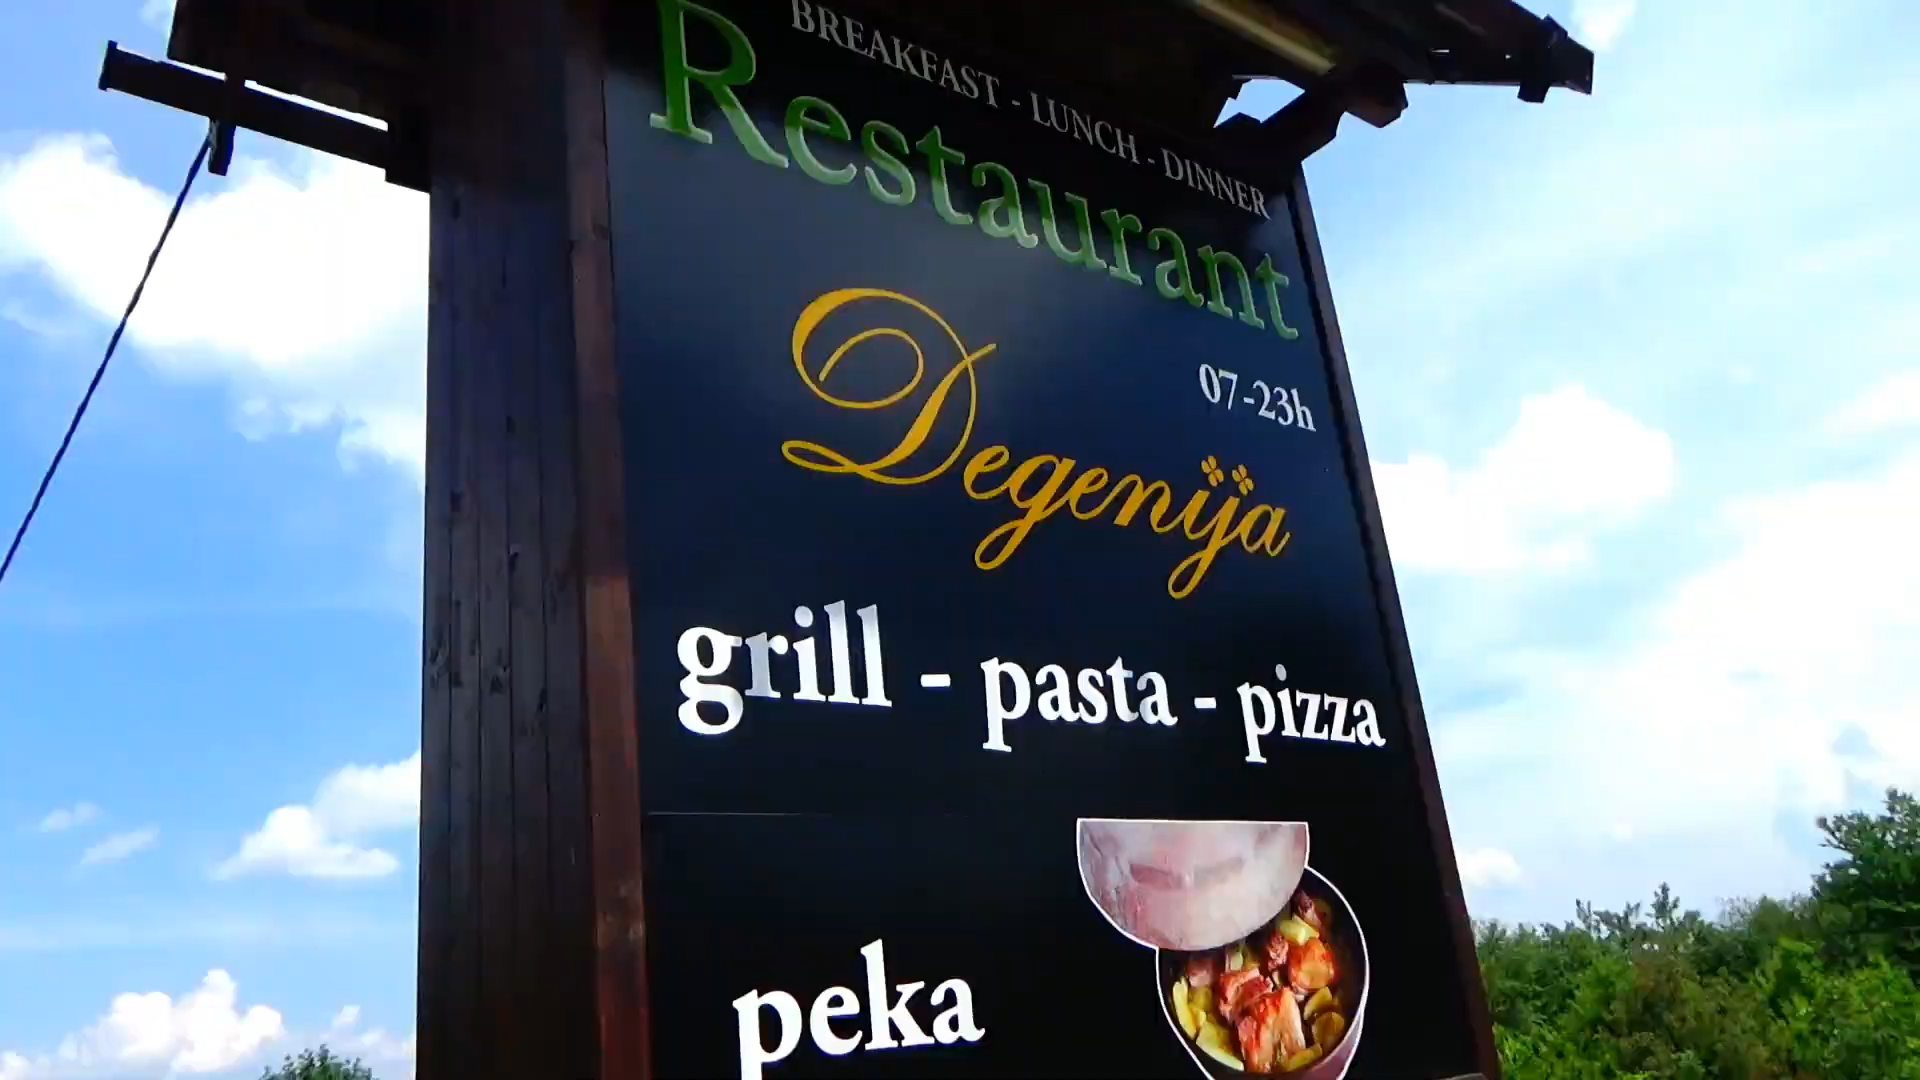 BREAKFAST - LUNCH - DINNER
Restaurant
07-23h
Degenija
grill - pasta - pizza
peka